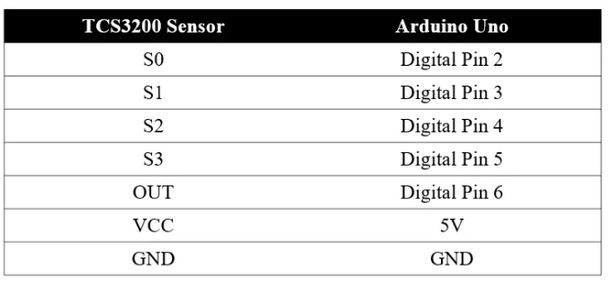 TCS3200 Sensor Arduino Uno
S0 Digital Pin 2
S1 Digital Pin 3
S2 Digital Pin 4
S3 Digital Pin 5
OUT Digital Pin 6
VCC 5V
GND GND